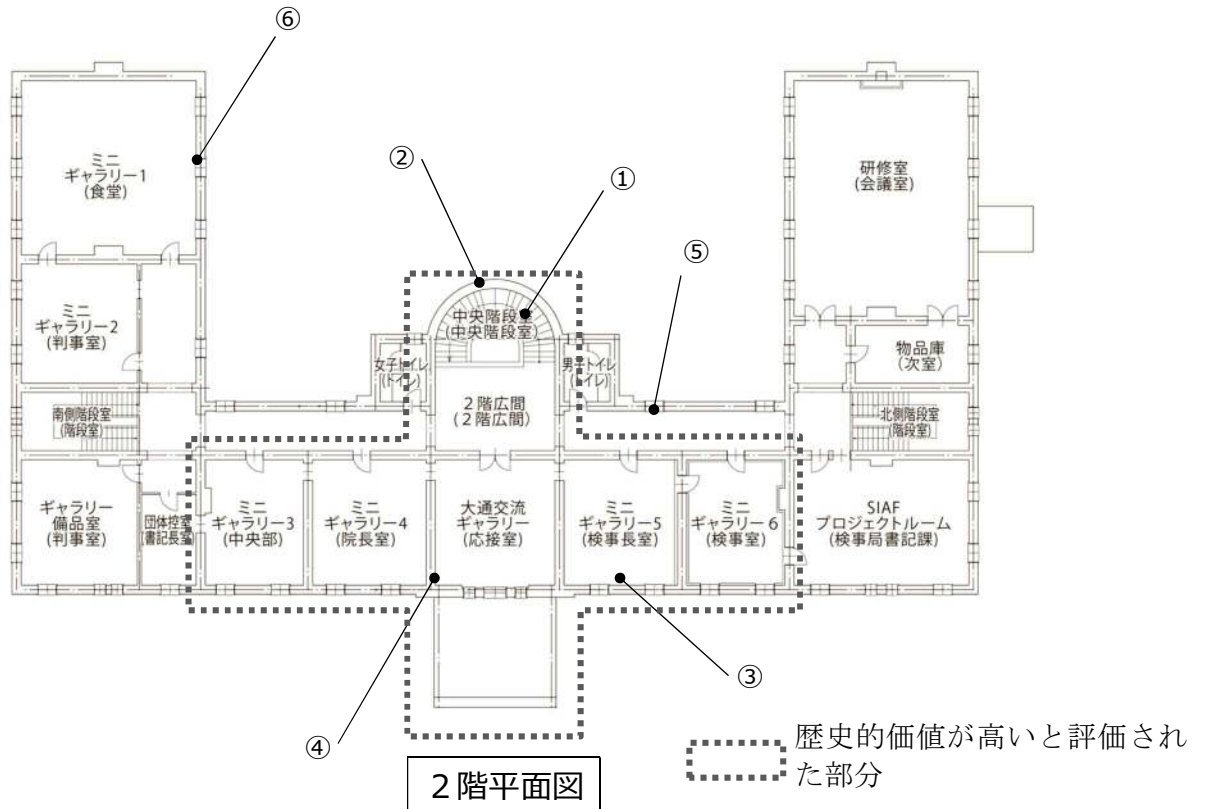 ⑥
②
①
⑤
ミニ
ギャラリー1
(食堂)
研修室
(会議室)
中央階段室
(中央階段室)
ミニ
ギャラリー2
(判事室)
女子トイレ
(トイレ)
男子トイレ
(トイレ)
物品庫
(次室)
2階広間
(2階広間)
南側階段室
(階段室)
北側階段室
(階段室)
ギャラリー
備品室
(判事室)
団体控室
(書記長室)
ミニ
ギャラリー3
(中央部)
ミニ
ギャラリー4
(院長室)
大通交流
ギャラリー
(応接室)
ミニ
ギャラリー5
(検事長室)
ミニ
ギャラリー6
(検事室)
SIAF
プロジェクトルーム
(検事局書記課)
③
④
歴史的価値が高いと評価され
た部分
2階平面図